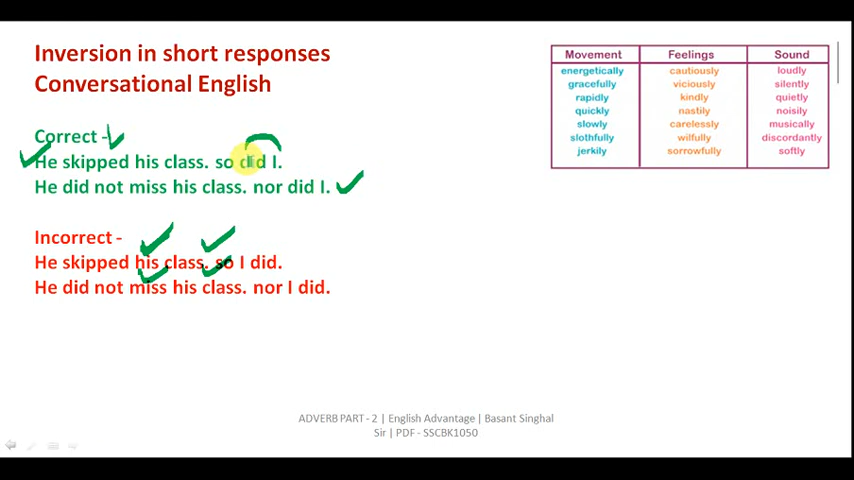 Inversion in short responses
Conversational English
Correct -
He skipped his class. so did I.
He did not miss his class. nor did I.
Incorrect -
He skipped his class. so I did.
He did not miss his class. nor I did.
Movement Feelings Sound
energetically cautiously loudly
gracefully viciously silently
rapidly kindly quietly
quickly nastily noisily
slowly carelessly musically
slothfully wilfully discordantly
jerkily sorrowfully softly
ADVERB PART - 2 | English Advantage | Basant Singhal
Sir | PDF - SSCBK1050